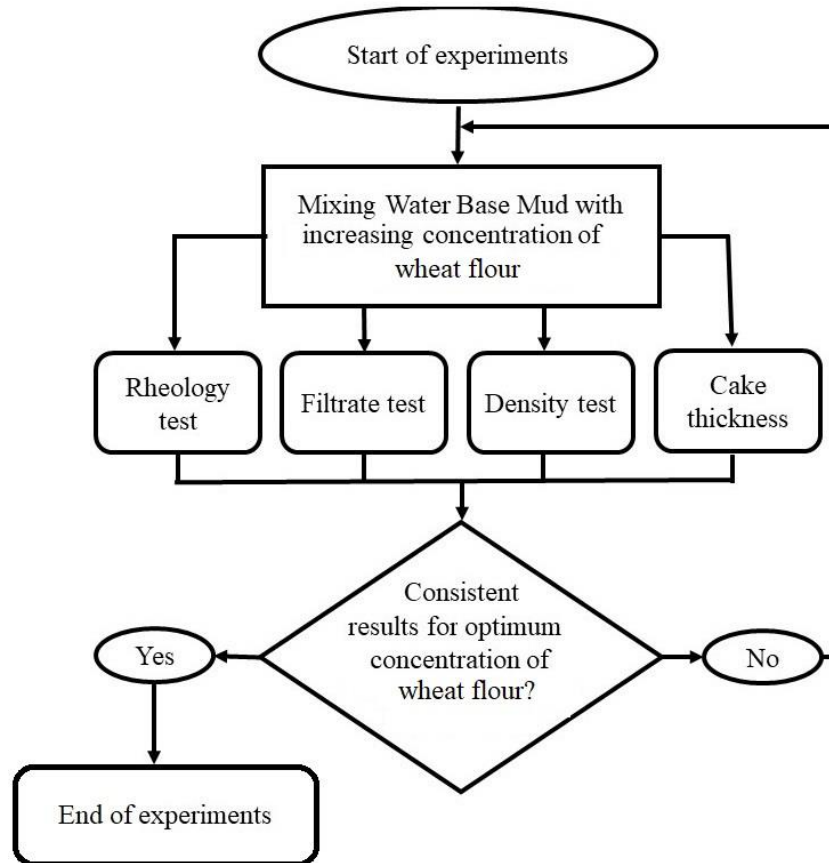 Start of experiments
Mixing Water Base Mud with
increasing concentration of
wheat flour
Rheology
test
Filtrate test
Density test
Cake
thickness
Consistent
results for optimum
concentration of
wheat flour?
Yes
No
End of experiments